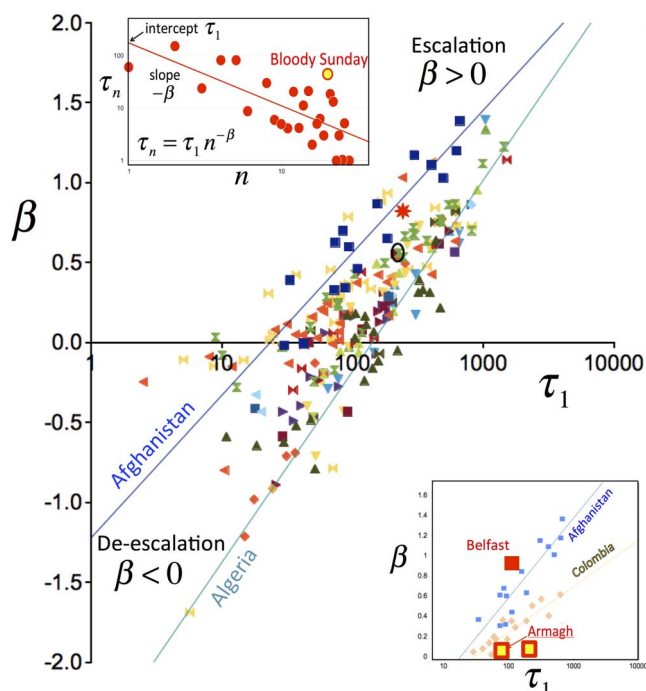 2.0
1.5
1.0
0.5
0.0
-0.5
-1.0
-1.5
-2.0
β
1
10
100
1000
10000
τ1
intercept τ1
100
10
1
τn
slope
−β
τn = τ1 n^−β
Bloody Sunday
1
10
n
Escalation
β > 0
Afghanistan
De-escalation
β < 0
Algeria
1.6
1.4
1.2
1
0.8
0.6
0.4
0.2
0
β
Belfast
Afghanistan
Colombia
Armagh
10
100
1000
10000
τ1